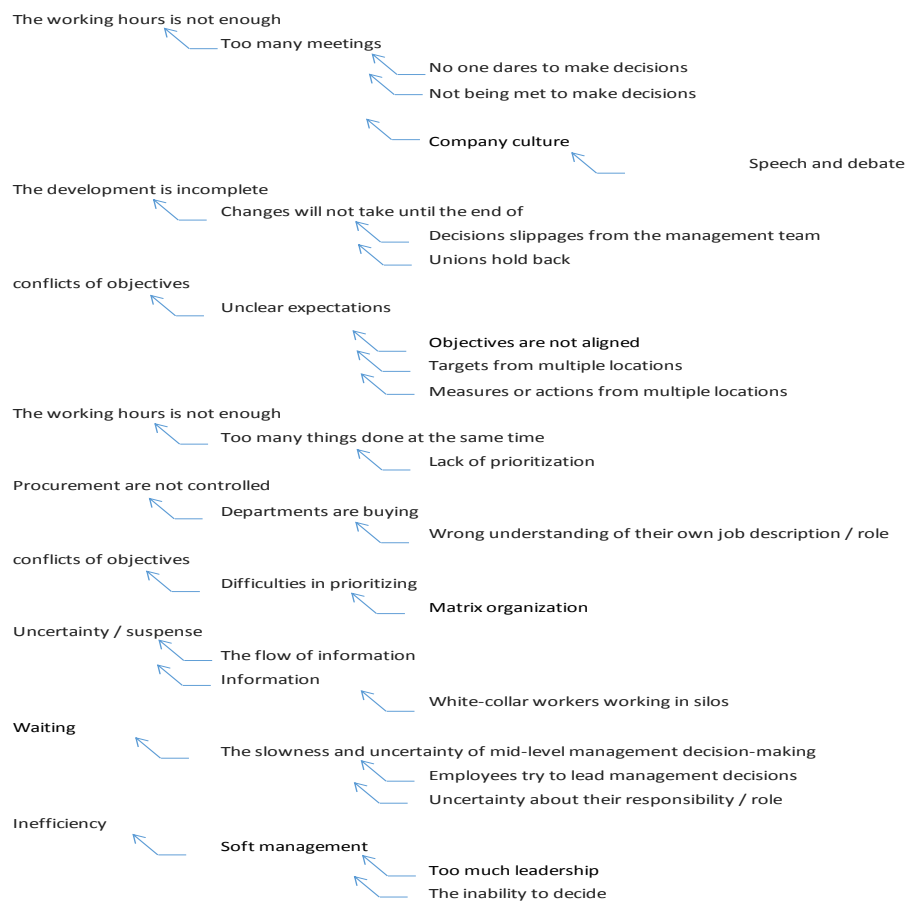 The working hours is not enough
Too many meetings
No one dares to make decisions
Not being met to make decisions
Company culture
Speech and debate
The development is incomplete
Changes will not take until the end of
Decisions slippages from the management team
Unions hold back
conflicts of objectives
Unclear expectations
Objectives are not aligned
Targets from multiple locations
Measures or actions from multiple locations
The working hours is not enough
Too many things done at the same time
Lack of prioritization
Procurement are not controlled
Departments are buying
Wrong understanding of their own job description / role
conflicts of objectives
Difficulties in prioritizing
Matrix organization
Uncertainty / suspense
The flow of information
Information
White-collar workers working in silos
Waiting
The slowness and uncertainty of mid-level management decision-making
Employees try to lead management decisions
Uncertainty about their responsibility / role
Inefficiency
Soft management
Too much leadership
The inability to decide